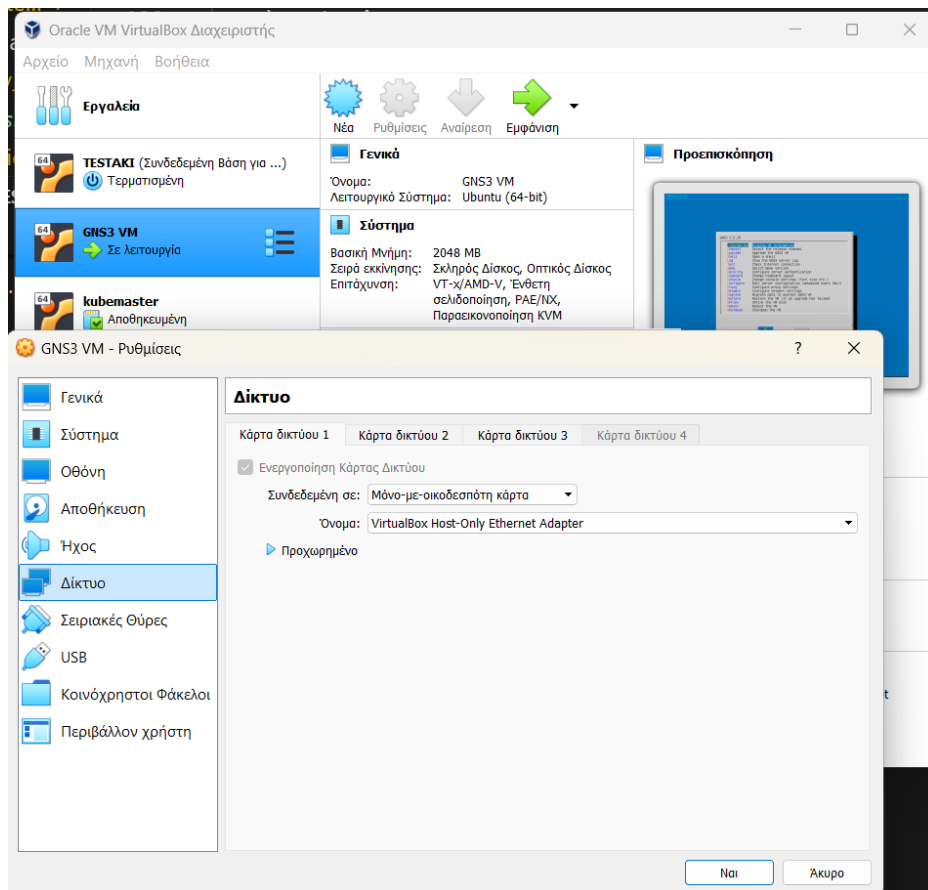 Oracle VM VirtualBox Διαχειριστής
Αρχείο Μηχανή Βοήθεια
Εργαλεία
Νέα Ρυθμίσεις Αναίρεση Εμφάνιση
64 TESTAKI (Συνδεδεμένη Βάση για ...)
Τερματισμένη
64 GNS3 VM
Σε λειτουργία
64 kubemaster
Αποθηκευμένη
Γενικά
Όνομα: GNS3 VM
Λειτουργικό Σύστημα: Ubuntu (64-bit)
Σύστημα
Βασική Μνήμη: 2048 MB
Σειρά εκκίνησης: Σκληρός Δίσκος, Οπτικός Δίσκος
Επιτάχυνση: VT-x/AMD-V, Ένθετη
σελιδοποίηση, PAE/NX,
Παραεικονοποίηση KVM
Προεπισκόπηση
GNS3 VM - Ρυθμίσεις ?
Γενικά
Σύστημα
Οθόνη
Αποθήκευση
Ήχος
Δίκτυο
Σειριακές Θύρες
USB
Κοινόχρηστοι Φάκελοι
Περιβάλλον χρήστη
Δίκτυο
Κάρτα δικτύου 1 Κάρτα δικτύου 2 Κάρτα δικτύου 3 Κάρτα δικτύου 4
Ενεργοποίηση Κάρτας Δικτύου
Συνδεδεμένη σε: Μόνο-με-οικοδεσπότη κάρτα
Όνομα: VirtualBox Host-Only Ethernet Adapter
Προχωρημένο
Ναι Άκυρο